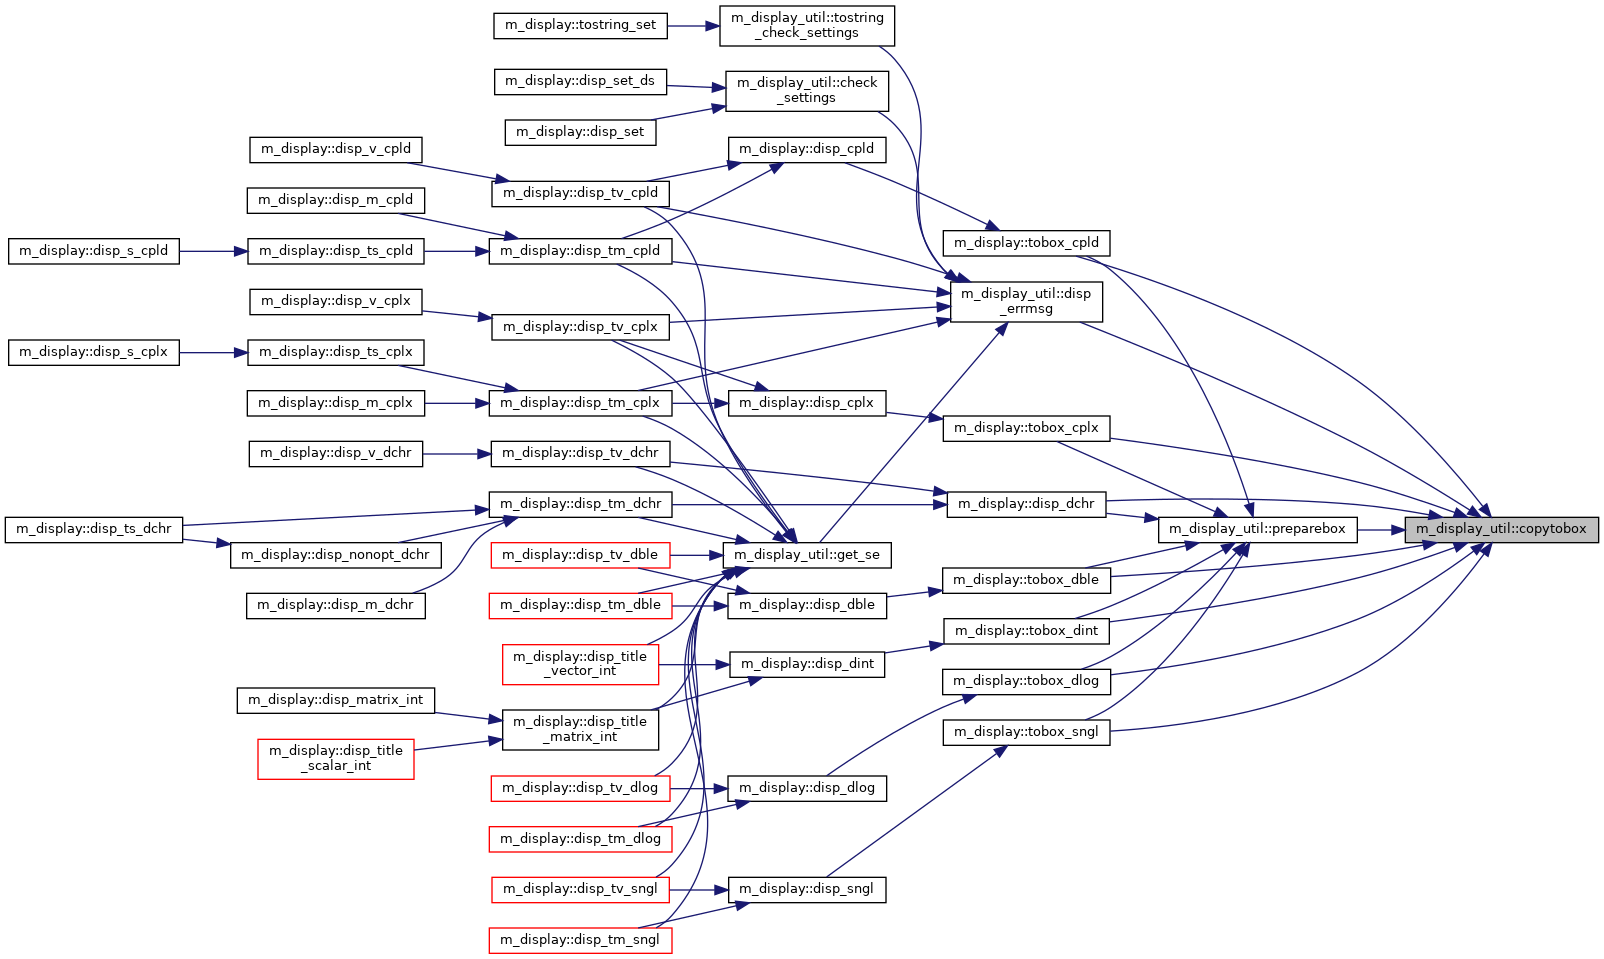 m_display_util::tostring
_check_settings
m_display::tostring_set
m_display::disp_set_ds
m_display_util::check
_settings
m_display::disp_set
m_display::disp_v_cpld
m_display::disp_cpld
m_display::disp_tv_cpld
m_display::disp_m_cpld
m_display::tobox_cpld
m_display::disp_s_cpld
m_display::disp_ts_cpld
m_display::disp_tm_cpld
m_display::disp_v_cplx
m_display_util::disp
_errmsg
m_display::disp_tv_cplx
m_display::disp_s_cplx
m_display::disp_ts_cplx
m_display::disp_m_cplx
m_display::disp_tm_cplx
m_display::disp_cplx
m_display::tobox_cplx
m_display::disp_v_dchr
m_display::disp_tv_dchr
m_display::disp_tm_dchr
m_display::disp_dchr
m_display::disp_ts_dchr
m_display_util::preparebox
m_display_util::copytobox
m_display::disp_nonopt_dchr
m_display::disp_tv_dble
m_display_util::get_se
m_display::tobox_dble
m_display::disp_m_dchr
m_display::disp_tm_dble
m_display::disp_dble
m_display::tobox_dint
m_display::disp_title
_vector_int
m_display::disp_dint
m_display::tobox_dlog
m_display::disp_matrix_int
m_display::disp_title
_matrix_int
m_display::tobox_sngl
m_display::disp_title
_scalar_int
m_display::disp_tv_dlog
m_display::disp_dlog
m_display::disp_tm_dlog
m_display::disp_tv_sngl
m_display::disp_sngl
m_display::disp_tm_sngl